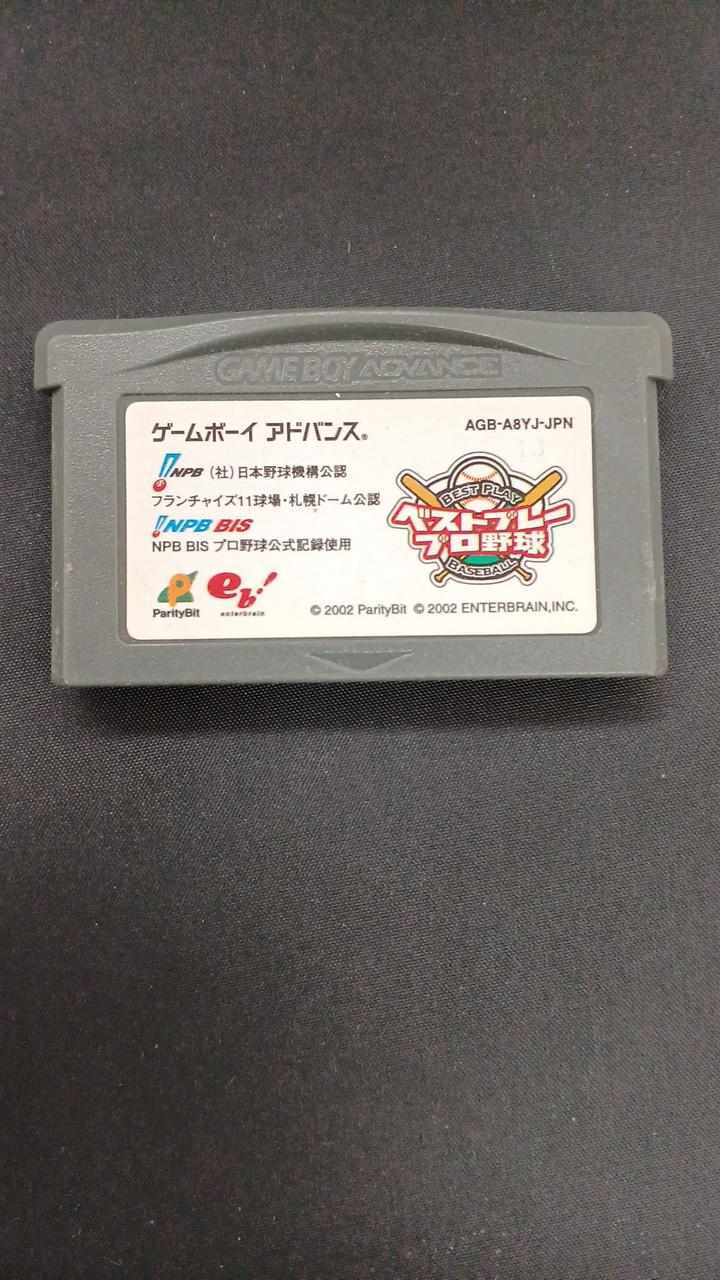 GAME BOY ADVANCE
ゲームボーイ アドバンス®
AGB-A8YJ-JPN
13
NPB (社)日本野球機構公認
フランチャイズ11球場・札幌ドーム公認
NPB BIS
NPB BIS プロ野球公式記録使用
BEST PLAY
ベストプレー
プロ野球
BASEBALL
ParityBit
eb!
enterbrain
© 2002 ParityBit © 2002 ENTERBRAIN,INC.